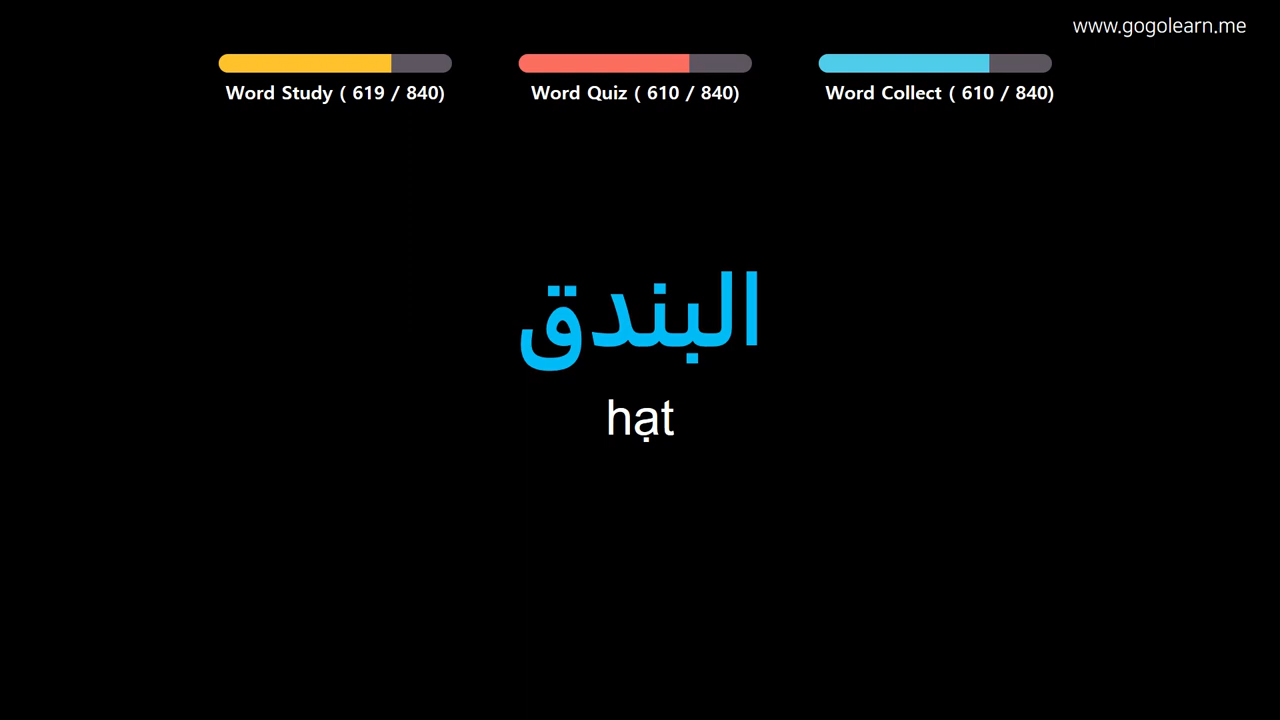 www.gogolearn.me
Word Study ( 619 / 840)
Word Quiz ( 610 / 840)
Word Collect ( 610 / 840)
البندق
hạt